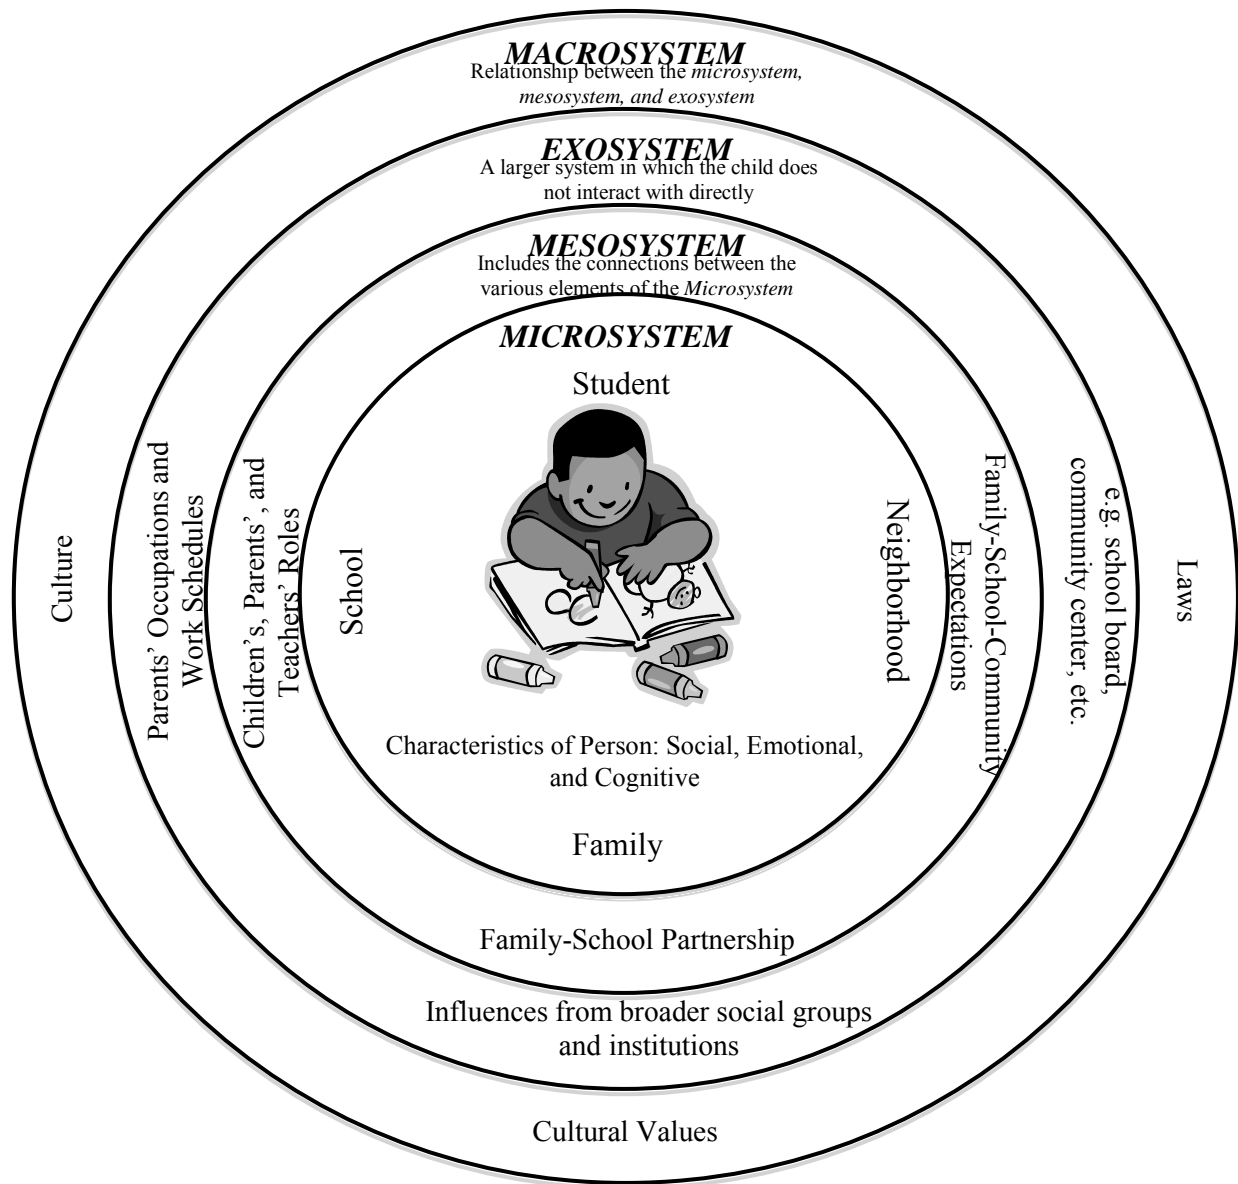 MACROSYSTEM
Relationship between the microsystem,
mesosystem, and exosystem
EXOSYSTEM
A larger system in which the child does
not interact with directly
MESOSYSTEM
Includes the connections between the
various elements of the Microsystem
MICROSYSTEM
Student
Culture
Parents’ Occupations and
Work Schedules
Children’s, Parents’, and
Teachers’ Roles
School
Neighborhood
Family-School-Community
Expectations
e.g. school board,
community center, etc.
Laws
Characteristics of Person: Social, Emotional,
and Cognitive
Family
Family-School Partnership
Influences from broader social groups
and institutions
Cultural Values